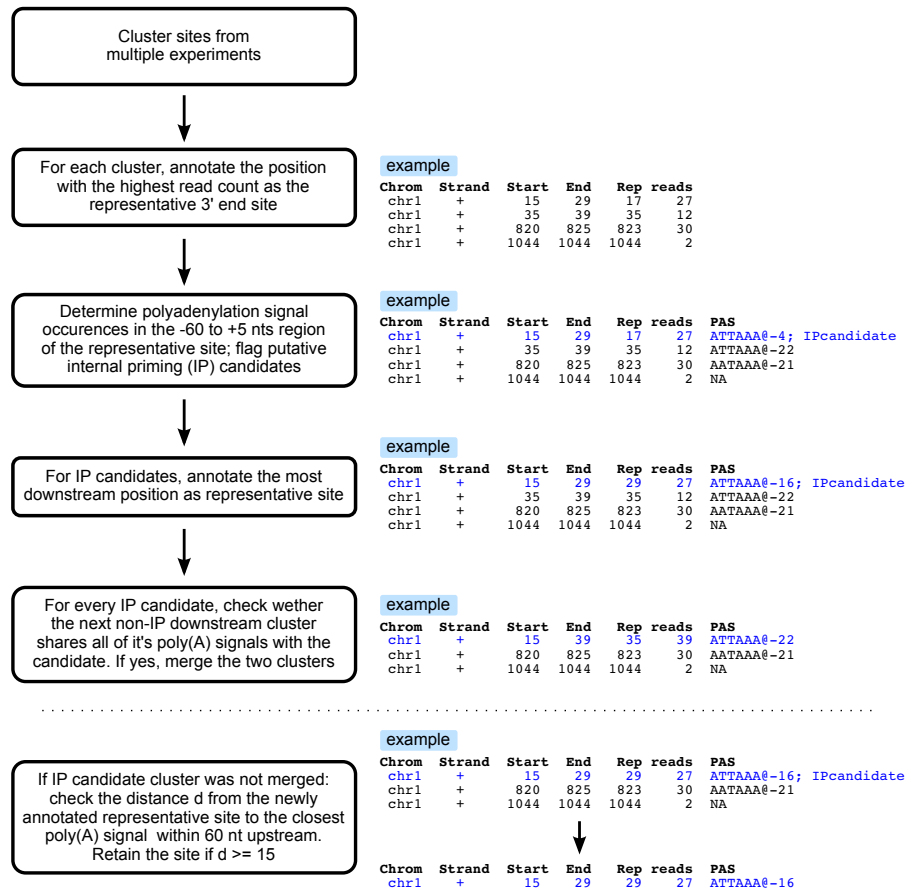 Cluster sites from
multiple experiments
For each cluster, annotate the position
with the highest read count as the
representative 3' end site
example
Chrom Strand Start End Rep reads
chr1 + 15 29 17 27
chr1 + 35 39 35 12
chr1 + 820 825 823 30
chr1 + 1044 1044 1044 2
Determine polyadenylation signal
occurences in the -60 to +5 nts region
of the representative site; flag putative
internal priming (IP) candidates
example
Chrom Strand Start End Rep reads PAS
chr1 + 15 29 17 27 ATTAAA@-4; IPcandidate
chr1 + 35 39 35 12 ATTAAA@-22
chr1 + 820 825 823 30 AATAAA@-21
chr1 + 1044 1044 1044 2 NA
For IP candidates, annotate the most
downstream position as representative site
example
Chrom Strand Start End Rep reads PAS
chr1 + 15 29 29 27 ATTAAA@-16; IPcandidate
chr1 + 35 39 35 12 ATTAAA@-22
chr1 + 820 825 823 30 AATAAA@-21
chr1 + 1044 1044 1044 2 NA
For every IP candidate, check wether
the next non-IP downstream cluster
shares all of it's poly(A) signals with the
candidate. If yes, merge the two clusters
example
Chrom Strand Start End Rep reads PAS
chr1 + 15 39 35 39 ATTAAA@-22
chr1 + 820 825 823 30 AATAAA@-21
chr1 + 1044 1044 1044 2 NA
If IP candidate cluster was not merged:
check the distance d from the newly
annotated representative site to the closest
poly(A) signal within 60 nt upstream.
Retain the site if d >= 15
example
Chrom Strand Start End Rep reads PAS
chr1 + 15 29 29 27 ATTAAA@-16; IPcandidate
chr1 + 820 825 823 30 AATAAA@-21
chr1 + 1044 1044 1044 2 NA
Chrom Strand Start End Rep reads PAS
chr1 + 15 29 29 27 ATTAAA@-16